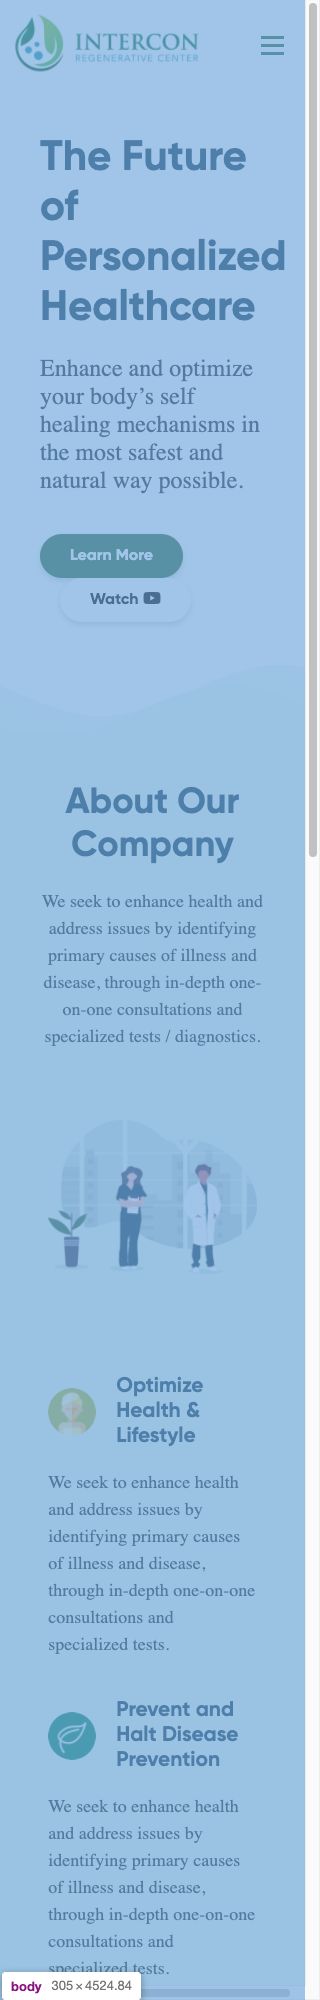 INTERCON
REGENERATIVE CENTER
The Future
of
Personalized
Healthcare
Enhance and optimize
your body’s self
healing mechanisms in
the most safest and
natural way possible.
Learn More
Watch
About Our
Company
We seek to enhance health and
address issues by identifying
primary causes of illness and
disease, through in-depth one-
on-one consultations and
specialized tests / diagnostics.
Optimize
Health &
Lifestyle
We seek to enhance health
and address issues by
identifying primary causes
of illness and disease,
through in-depth one-on-one
consultations and
specialized tests.
Prevent and
Halt Disease
Prevention
We seek to enhance health
and address issues by
identifying primary causes
of illness and disease,
through in-depth one-on-one
consultations and
specialized tests.
body 305 × 4524.84